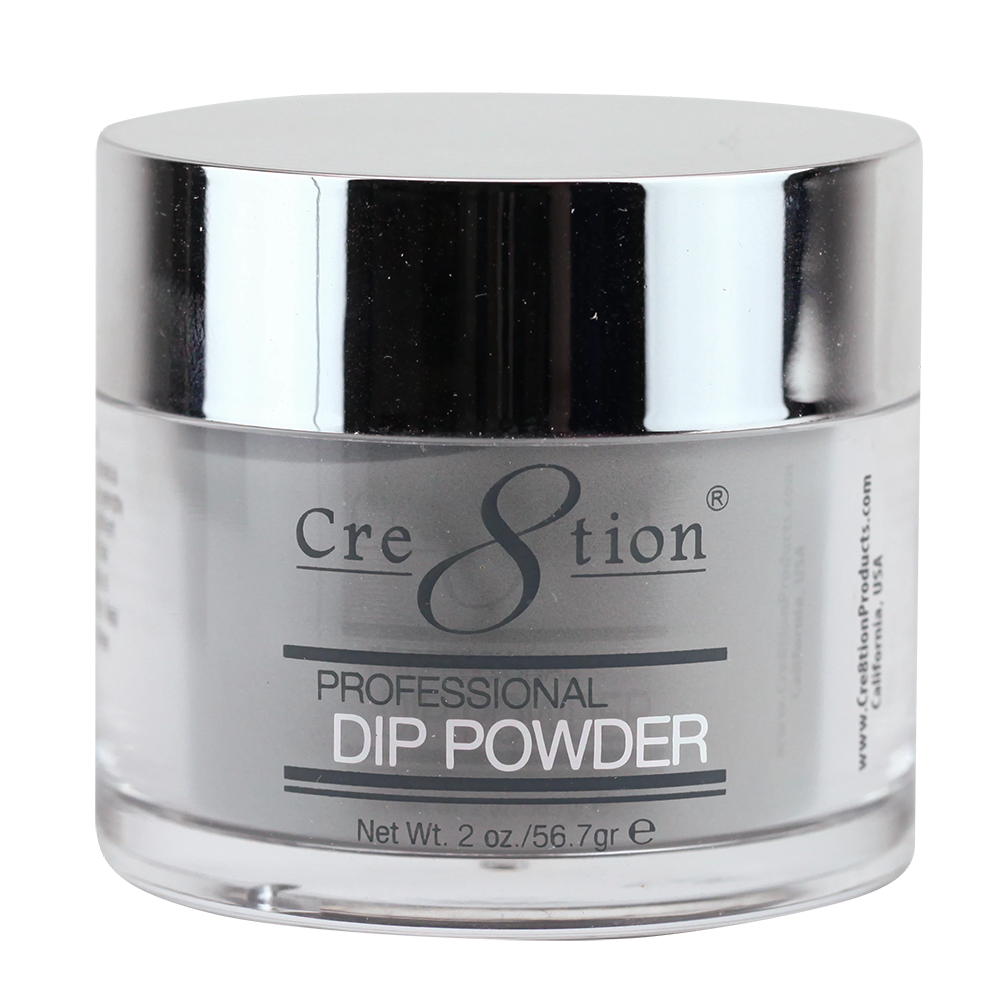 Cre8tion®
PROFESSIONAL
DIP POWDER
Net Wt. 2 oz./56.7gr ℮
www.Cre8tionProducts.com
California, USA